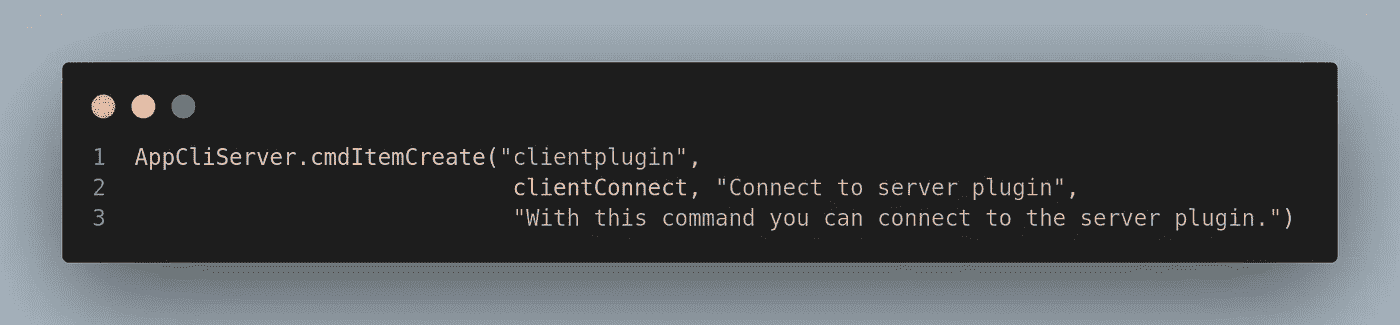 1 AppCliServer.cmdItemCreate("clientplugin",
2 clientConnect, "Connect to server plugin",
3 "With this command you can connect to the server plugin.")